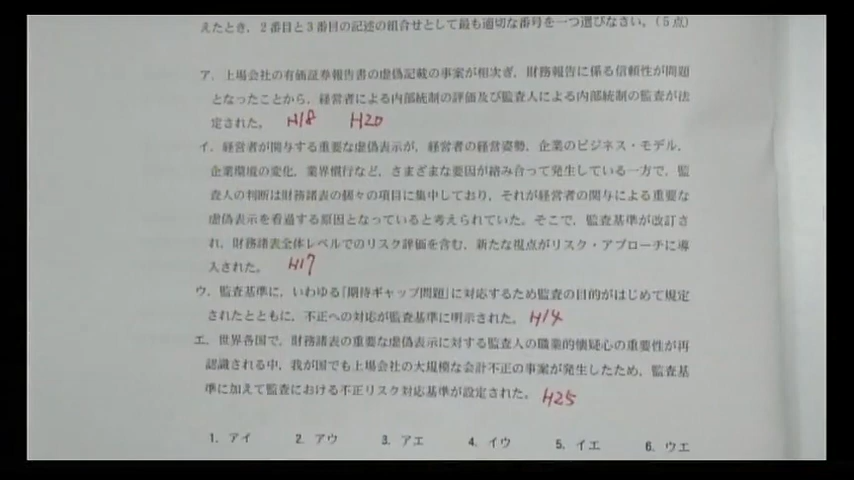 えたとき，2番目と3番目の記述の組合せとして最も適切な番号を一つ選びなさい。（5点）
ア．上場会社の有価証券報告書の虚偽記載の事案が相次ぎ，財務報告に係る信頼性が問題
となったことから，経営者による内部統制の評価及び監査人による内部統制の監査が法
定された。 H18 H20
イ．経営者が関与する重要な虚偽表示が，経営者の経営姿勢，企業のビジネス・モデル，
企業環境の変化，業界慣行など，さまざまな要因が絡み合って発生している一方で，監
査人の判断は財務諸表の個々の項目に集中しており，それが経営者の関与による重要な
虚偽表示を看過する原因となっていると考えられていた。そこで，監査基準が改訂さ
れ，財務諸表全体レベルでのリスク評価を含む，新たな視点がリスク・アプローチに導
入された。 H17
ウ．監査基準に，いわゆる「期待ギャップ問題」に対応するため監査の目的がはじめて規定
されたとともに，不正への対応が監査基準に明示された。 H14
エ．世界各国で，財務諸表の重要な虚偽表示に対する監査人の職業的懐疑心の重要性が再
認識される中，我が国でも上場会社の大規模な会計不正の事案が発生したため，監査基
準に加えて監査における不正リスク対応基準が設定された。 H25
1．アイ 2．アウ 3．アエ 4．イウ 5．イエ 6．ウエ